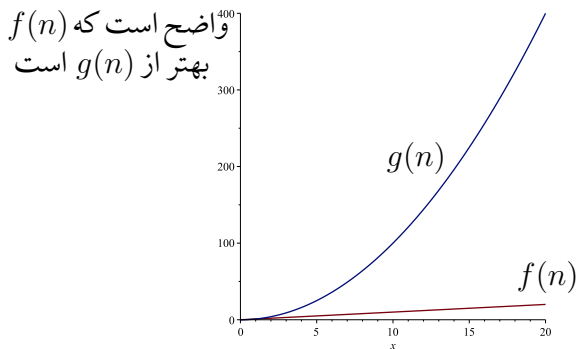 واضح است که f(n)
بهتر از g(n) است
400
300
g(n)
200
100
f(n)
0
0 5 10 15 20
x